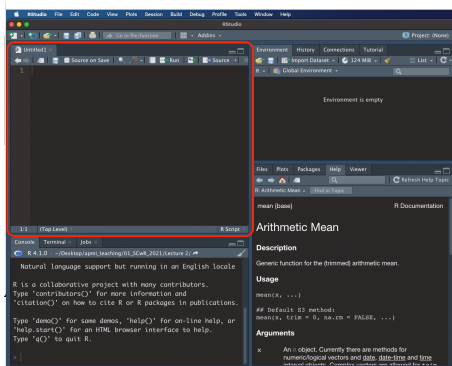 RStudio File Edit Code View Plots Session Build Debug Profile Tools Window Help
RStudio
Go to file/function Addins
Project: (None)
Untitled1
Source on Save Run Source
1
1:1 (Top Level) R Script
Console Terminal Jobs
R 4.1.0 · ~/Desktop/apmi_teaching/01_SCwR_2021/Lecture 2/
Natural language support but running in an English locale
R is a collaborative project with many contributors.
Type 'contributors()' for more information and
'citation()' on how to cite R or R packages in publications.
Type 'demo()' for some demos, 'help()' for on-line help, or
'help.start()' for an HTML browser interface to help.
Type 'q()' to quit R.
>
Environment History Connections Tutorial
Import Dataset 124 MiB List
R Global Environment
Environment is empty
Files Plots Packages Help Viewer
Refresh Help Topic
R: Arithmetic Mean Find in Topic
mean {base} R Documentation
Arithmetic Mean
Description
Generic function for the (trimmed) arithmetic mean.
Usage
mean(x, ...)
## Default S3 method:
mean(x, trim = 0, na.rm = FALSE, ...)
Arguments
x An R object. Currently there are methods for
numeric/logical vectors and date, date-time and time
interval objects. Complex vectors are allowed for